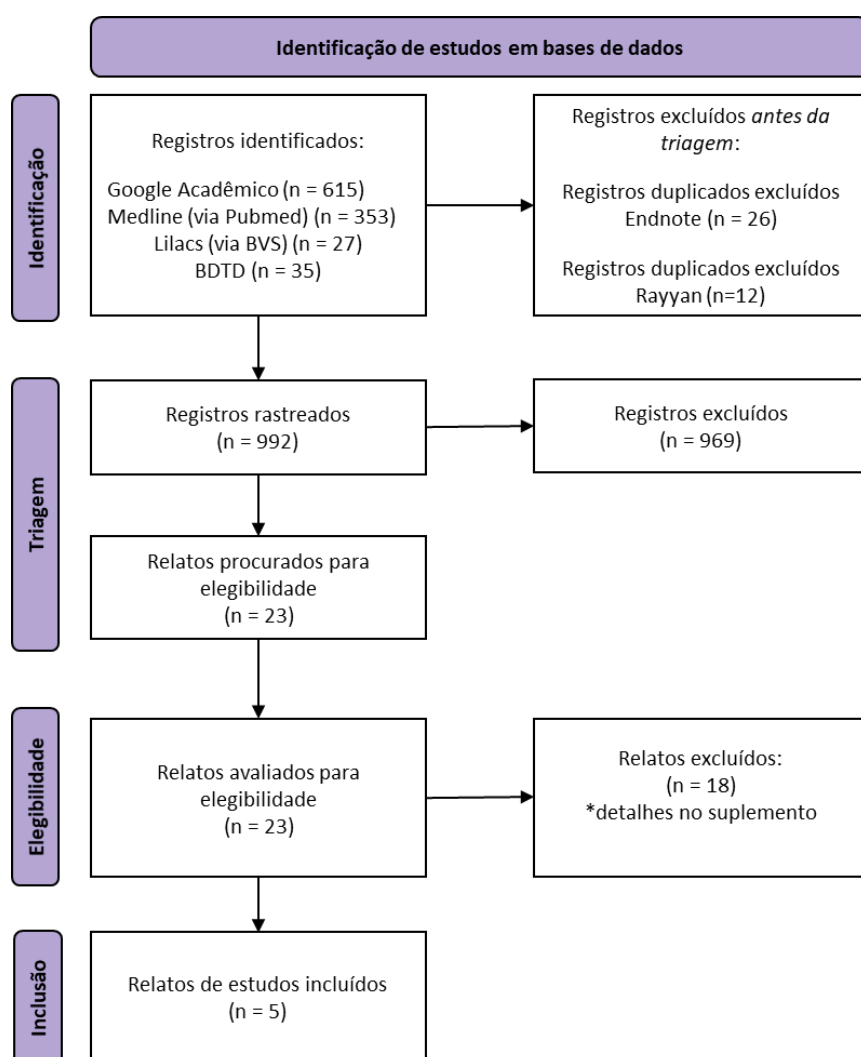 Identificação de estudos em bases de dados
Identificação
Registros identificados:
Google Acadêmico (n = 615)
Medline (via Pubmed) (n = 353)
Lilacs (via BVS) (n = 27)
BDTD (n = 35)
Registros excluídos antes da
triagem:
Registros duplicados excluídos
Endnote (n = 26)
Registros duplicados excluídos
Rayyan (n=12)
Triagem
Registros rastreados
(n = 992)
Registros excluídos
(n = 969)
Relatos procurados para
elegibilidade
(n = 23)
Elegibilidade
Relatos avaliados para
elegibilidade
(n = 23)
Relatos excluídos:
(n = 18)
*detalhes no suplemento
Inclusão
Relatos de estudos incluídos
(n = 5)